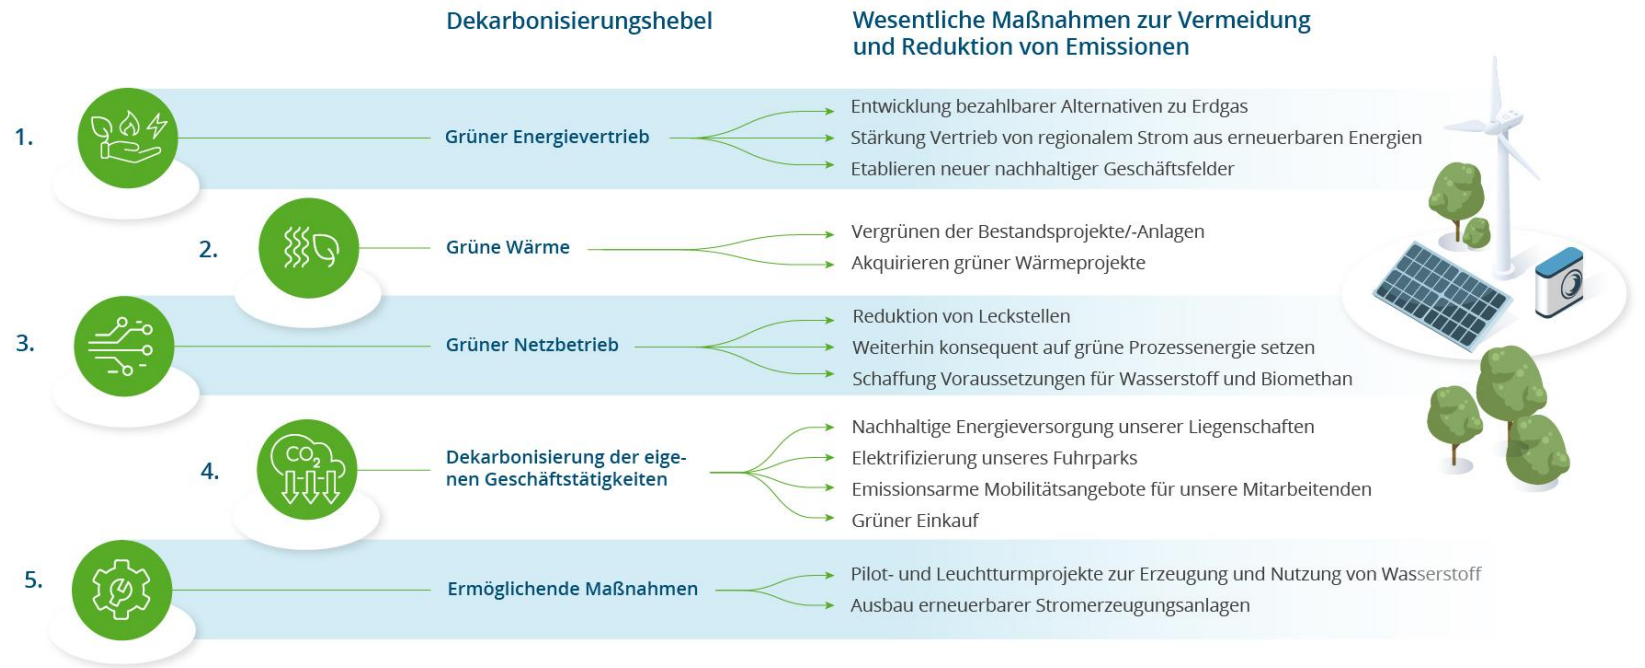 Dekarbonisierungshebel
Wesentliche Maßnahmen zur Vermeidung
und Reduktion von Emissionen
1.
Grüner Energievertrieb
Entwicklung bezahlbarer Alternativen zu Erdgas
Stärkung Vertrieb von regionalem Strom aus erneuerbaren Energien
Etablieren neuer nachhaltiger Geschäftsfelder
2.
Grüne Wärme
Vergrünen der Bestandsprojekte/-Anlagen
Akquirieren grüner Wärmeprojekte
3.
Grüner Netzbetrieb
Reduktion von Leckstellen
Weiterhin konsequent auf grüne Prozessenergie setzen
Schaffung Voraussetzungen für Wasserstoff und Biomethan
4.
CO₂
Dekarbonisierung der eige-
nen Geschäftstätigkeiten
Nachhaltige Energieversorgung unserer Liegenschaften
Elektrifizierung unseres Fuhrparks
Emissionsarme Mobilitätsangebote für unsere Mitarbeitenden
Grüner Einkauf
5.
Ermöglichende Maßnahmen
Pilot- und Leuchtturmprojekte zur Erzeugung und Nutzung von Wasserstoff
Ausbau erneuerbarer Stromerzeugungsanlagen